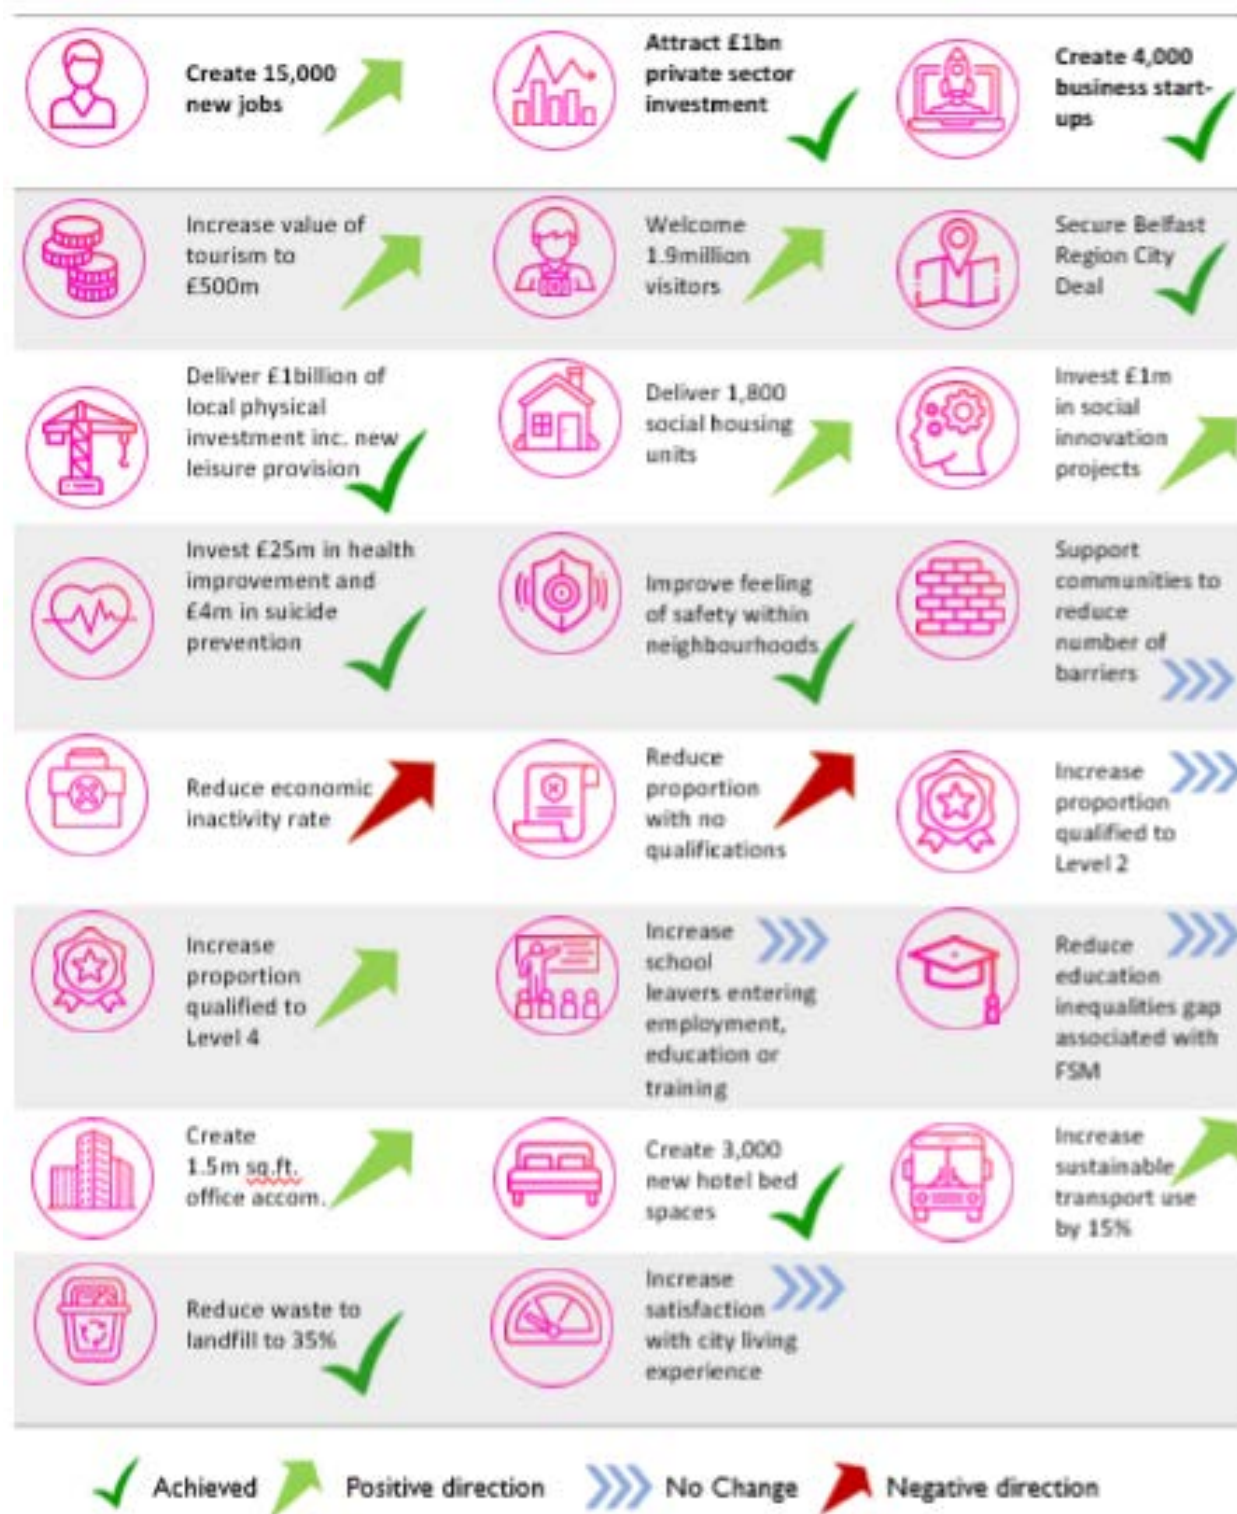 Create 15,000
new jobs
Attract £1bn
private sector
investment
Create 4,000
business start-
ups
Increase value of
tourism to
£500m
Welcome
1.9million
visitors
Secure Belfast
Region City
Deal
Deliver £1billion of
local physical
investment inc. new
leisure provision
Deliver 1,800
social housing
units
Invest £1m
in social
innovation
projects
Invest £25m in health
improvement and
£4m in suicide
prevention
Improve feeling
of safety within
neighbourhoods
Support
communities to
reduce
number of
barriers
Reduce economic
inactivity rate
Reduce
proportion
with no
qualifications
Increase
proportion
qualified to
Level 2
Increase
proportion
qualified to
Level 4
Increase
school
leavers entering
employment,
education or
training
Reduce
education
inequalities gap
associated with
FSM
Create
1.5m sq.ft.
office accom.
Create 3,000
new hotel bed
spaces
Increase
sustainable
transport use
by 15%
Reduce waste to
landfill to 35%
Increase
satisfaction
with city living
experience
Achieved Positive direction No Change Negative direction